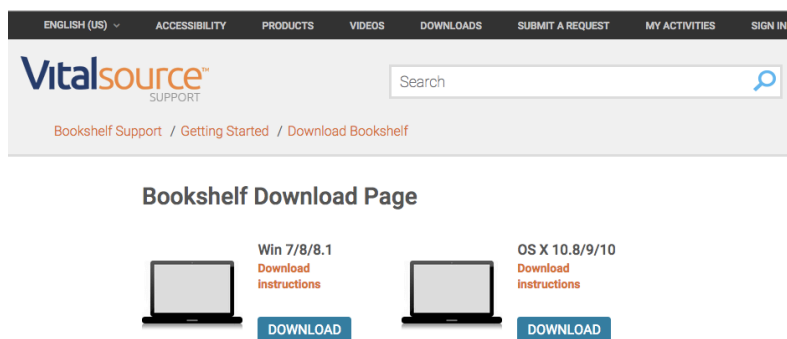 ENGLISH (US) ACCESSIBILITY PRODUCTS VIDEOS DOWNLOADS SUBMIT A REQUEST MY ACTIVITIES SIGN IN
Vitalsource™
SUPPORT
Search
Bookshelf Support / Getting Started / Download Bookshelf
Bookshelf Download Page
Win 7/8/8.1
Download
instructions
DOWNLOAD
OS X 10.8/9/10
Download
instructions
DOWNLOAD